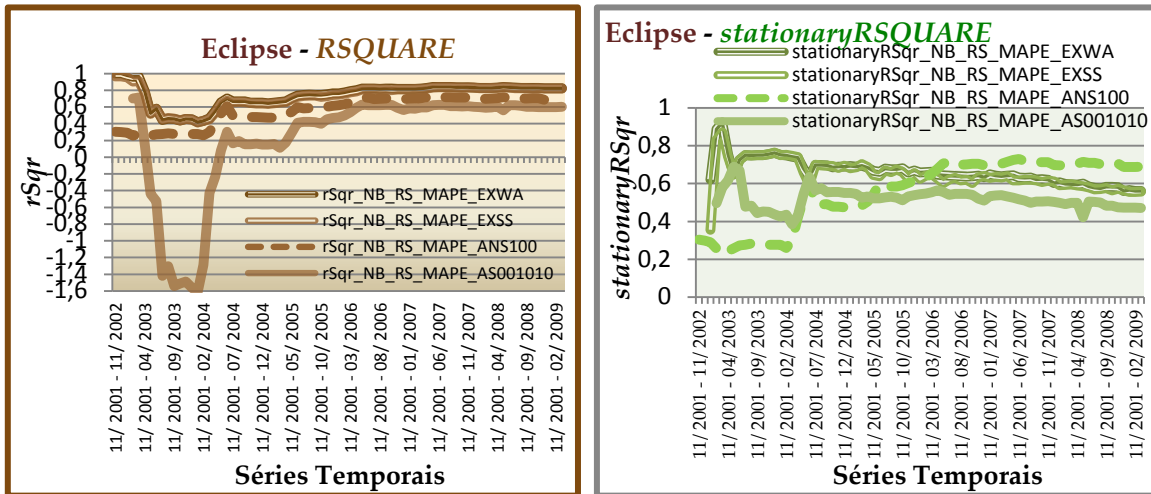 Eclipse - RSQUARE
rSqr
1
0,8
0,6
0,4
0,2
0
-0,2
-0,4
-0,6
-0,8
-1
-1,2
-1,4
-1,6
rSqr_NB_RS_MAPE_EXWA
rSqr_NB_RS_MAPE_EXSS
rSqr_NB_RS_MAPE_ANS100
rSqr_NB_RS_MAPE_AS001010
11/ 2001 - 11/ 2002
11/ 2001 - 04/ 2003
11/ 2001 - 09/ 2003
11/ 2001 - 02/ 2004
11/ 2001 - 07/ 2004
11/ 2001 - 12/ 2004
11/ 2001 - 05/ 2005
11/ 2001 - 10/ 2005
11/ 2001 - 03/ 2006
11/ 2001 - 08/ 2006
11/ 2001 - 01/ 2007
11/ 2001 - 06/ 2007
11/ 2001 - 11/ 2007
11/ 2001 - 04/ 2008
11/ 2001 - 09/ 2008
11/ 2001 - 02/ 2009
Séries Temporais
Eclipse - stationaryRSQUARE
stationaryRSqr_NB_RS_MAPE_EXWA
stationaryRSqr_NB_RS_MAPE_EXSS
stationaryRSqr_NB_RS_MAPE_ANS100
stationaryRSqr_NB_RS_MAPE_AS001010
stationaryRSqr
1
0,8
0,6
0,4
0,2
0
11/ 2001 - 11/ 2002
11/ 2001 - 04/ 2003
11/ 2001 - 09/ 2003
11/ 2001 - 02/ 2004
11/ 2001 - 07/ 2004
11/ 2001 - 12/ 2004
11/ 2001 - 05/ 2005
11/ 2001 - 10/ 2005
11/ 2001 - 03/ 2006
11/ 2001 - 08/ 2006
11/ 2001 - 01/ 2007
11/ 2001 - 06/ 2007
11/ 2001 - 11/ 2007
11/ 2001 - 04/ 2008
11/ 2001 - 09/ 2008
11/ 2001 - 02/ 2009
Séries Temporais